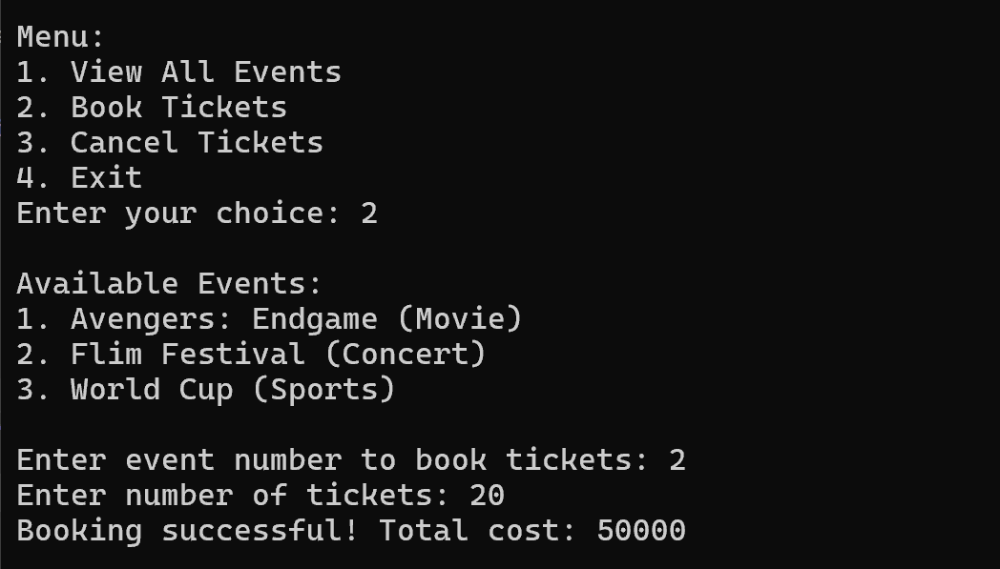 Menu:
1. View All Events
2. Book Tickets
3. Cancel Tickets
4. Exit
Enter your choice: 2
Available Events:
1. Avengers: Endgame (Movie)
2. Flim Festival (Concert)
3. World Cup (Sports)
Enter event number to book tickets: 2
Enter number of tickets: 20
Booking successful! Total cost: 50000